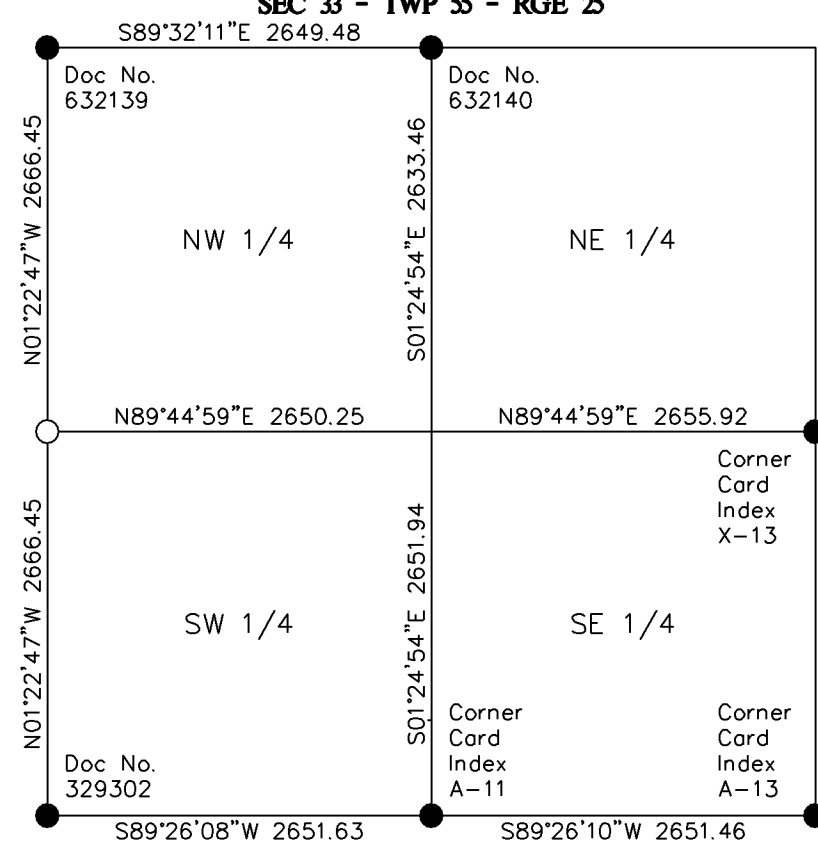 SEC 33 - TWP 55 - RGE 25
S89°32'11"E 2649.48
Doc No.
632139
Doc No.
632140
N01°22'47"W 2666.45
S01°24'54"E 2633.46
NW 1/4
NE 1/4
N89°44'59"E 2650.25
N89°44'59"E 2655.92
Corner
Card
Index
X-13
N01°22'47"W 2666.45
S01°24'54"E 2651.94
SW 1/4
SE 1/4
Doc No.
329302
Corner
Card
Index
A-11
Corner
Card
Index
A-13
S89°26'08"W 2651.63
S89°26'10"W 2651.46